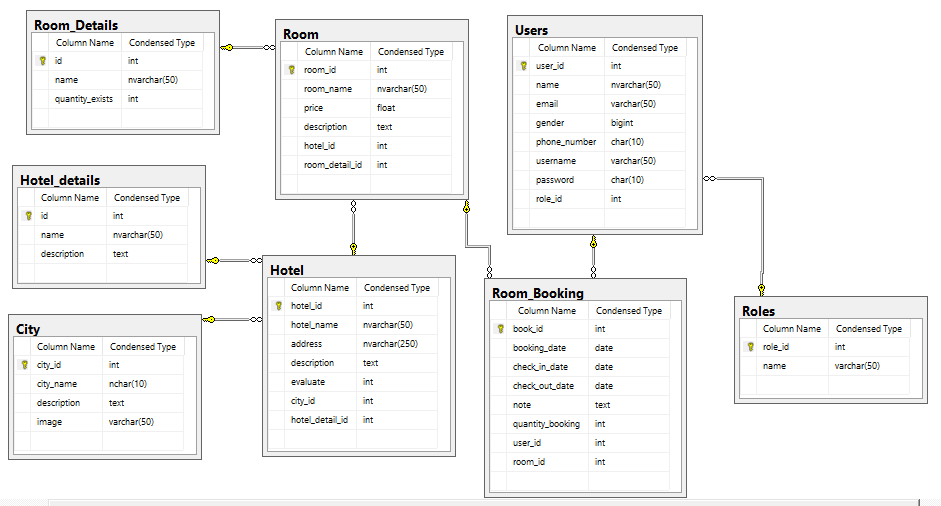 Room_Details
Column Name Condensed Type
id int
name nvarchar(50)
quantity_exists int
Room
Column Name Condensed Type
room_id int
room_name nvarchar(50)
price float
description text
hotel_id int
room_detail_id int
Users
Column Name Condensed Type
user_id int
name nvarchar(50)
email varchar(50)
gender bigint
phone_number char(10)
username varchar(50)
password char(10)
role_id int
Hotel_details
Column Name Condensed Type
id int
name nvarchar(50)
description text
Hotel
Column Name Condensed Type
hotel_id int
hotel_name nvarchar(50)
address nvarchar(250)
description text
evaluate int
city_id int
hotel_detail_id int
City
Column Name Condensed Type
city_id int
city_name nchar(10)
description text
image varchar(50)
Room_Booking
Column Name Condensed Type
book_id int
booking_date date
check_in_date date
check_out_date date
note text
quantity_booking int
user_id int
room_id int
Roles
Column Name Condensed Type
role_id int
name varchar(50)